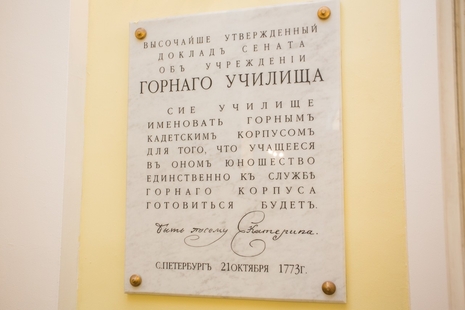 ВЫСОЧАЙШЕ УТВЕРЖДЕННЫЙ
ДОКЛАДЪ СЕНАТА
ОБЪ УЧРЕЖДЕНІИ
ГОРНАГО УЧИЛИЩА
СИЕ УЧИЛИЩЕ
ИМЕНОВАТЬ ГОРНЫМЪ
КАДЕТСКИМЪ КОРПУСОМЪ
ДЛЯ ТОГО, ЧТО УЧАЩЕЕСЯ
ВЪ ОНОМЪ ЮНОШЕСТВО
ЕДИНСТВЕННО КЪ СЛУЖБѢ
ГОРНАГО КОРПУСА
ГОТОВИТЬСЯ БУДЕТЪ.
Быть посему Екатерина.
С.ПЕТЕРБУРГЪ 21 ОКТЯБРЯ 1773г.